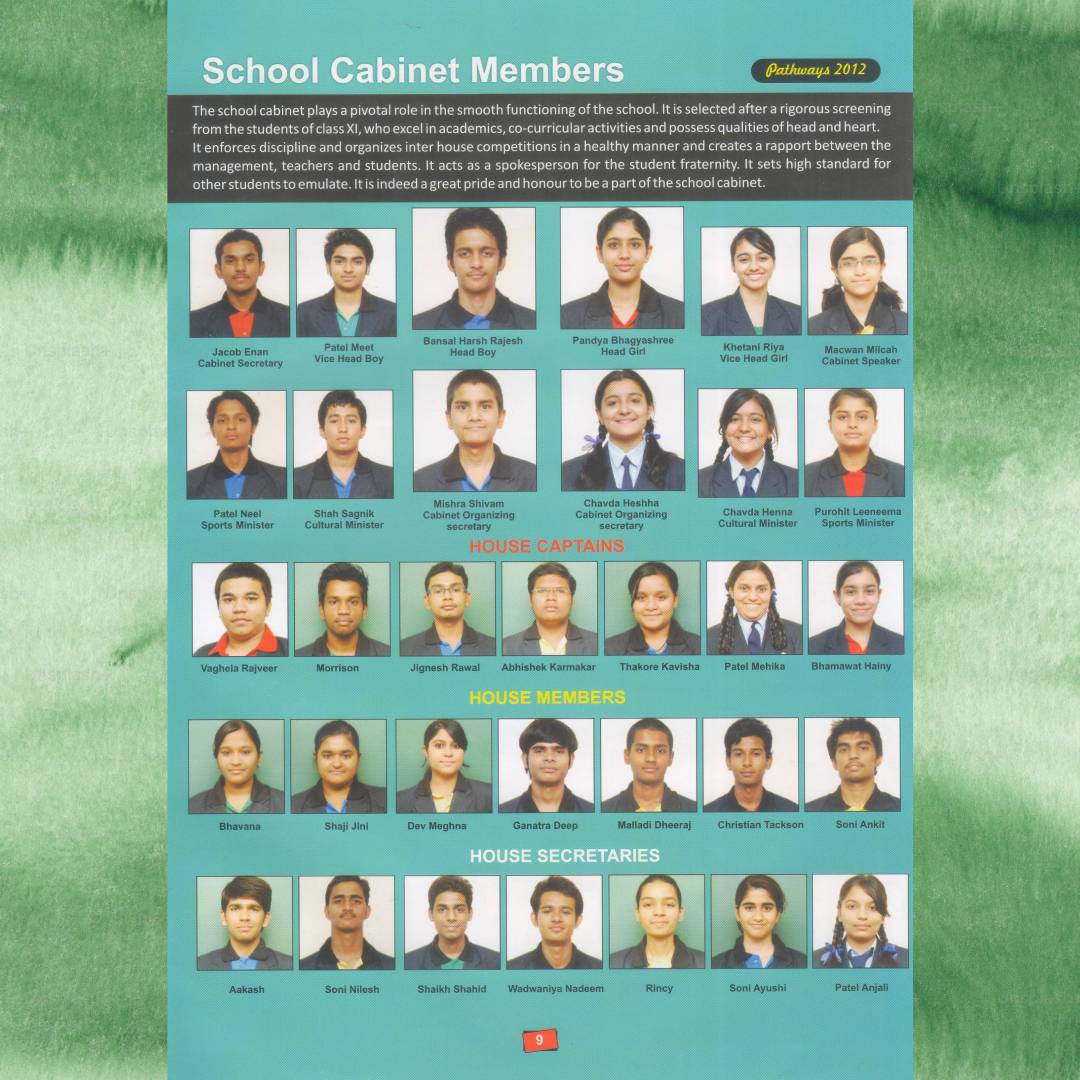 School Cabinet Members
Pathways 2012
The school cabinet plays a pivotal role in the smooth functioning of the school. It is selected after a rigorous screening
from the students of class XI, who excel in academics, co-curricular activities and possess qualities of head and heart.
It enforces discipline and organizes inter house competitions in a healthy manner and creates a rapport between the
management, teachers and students. It acts as a spokesperson for the student fraternity. It sets high standard for
other students to emulate. It is indeed a great pride and honour to be a part of the school cabinet.
Jacob Enan
Cabinet Secretary
Patel Meet
Vice Head Boy
Bansal Harsh Rajesh
Head Boy
Pandya Bhagyashree
Head Girl
Khetani Riya
Vice Head Girl
Macwan Milcah
Cabinet Speaker
Patel Neel
Sports Minister
Shah Sagnik
Cultural Minister
Mishra Shivam
Cabinet Organizing
secretary
Chavda Heshha
Cabinet Organizing
secretary
Chavda Henna
Cultural Minister
Purohit Leeneema
Sports Minister
HOUSE CAPTAINS
Vaghela Rajveer
Morrison
Jignesh Rawal
Abhishek Karmakar
Thakore Kavisha
Patel Mehika
Bhamawat Hainy
HOUSE MEMBERS
Bhavana
Shaji Jini
Dev Meghna
Ganatra Deep
Malladi Dheeraj
Christian Tackson
Soni Ankit
HOUSE SECRETARIES
Aakash
Soni Nilesh
Shaikh Shahid
Wadwaniya Nadeem
Rincy
Soni Ayushi
Patel Anjali
9